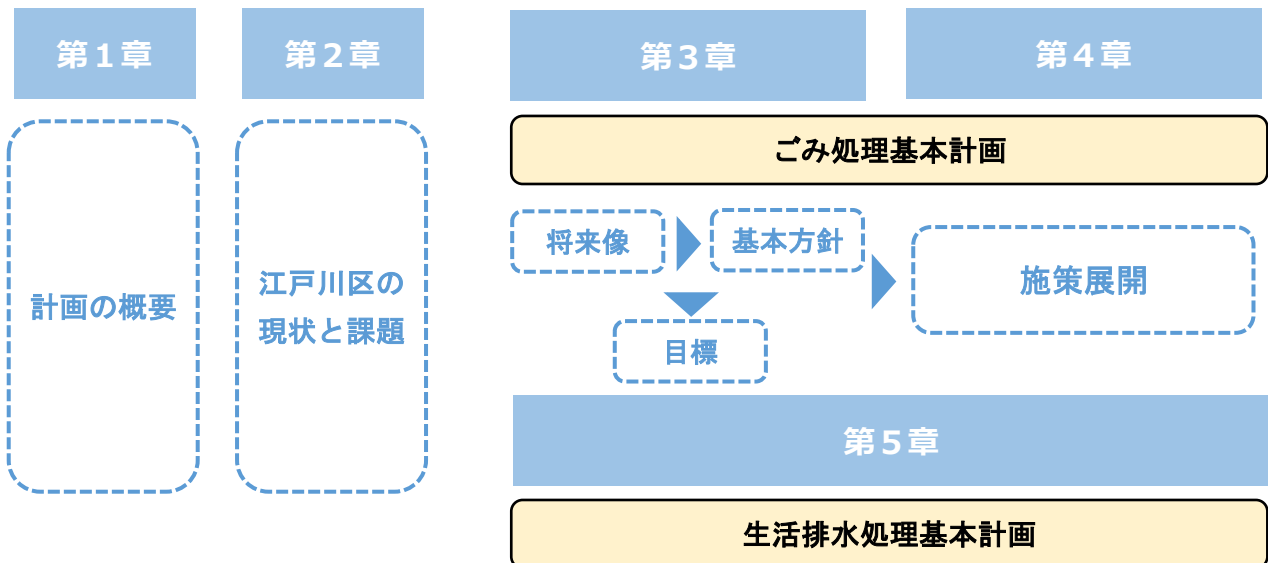 第１章
計画の概要
第２章
江戸川区の
現状と課題
第３章
第４章
ごみ処理基本計画
将来像
基本方針
目標
施策展開
第５章
生活排水処理基本計画